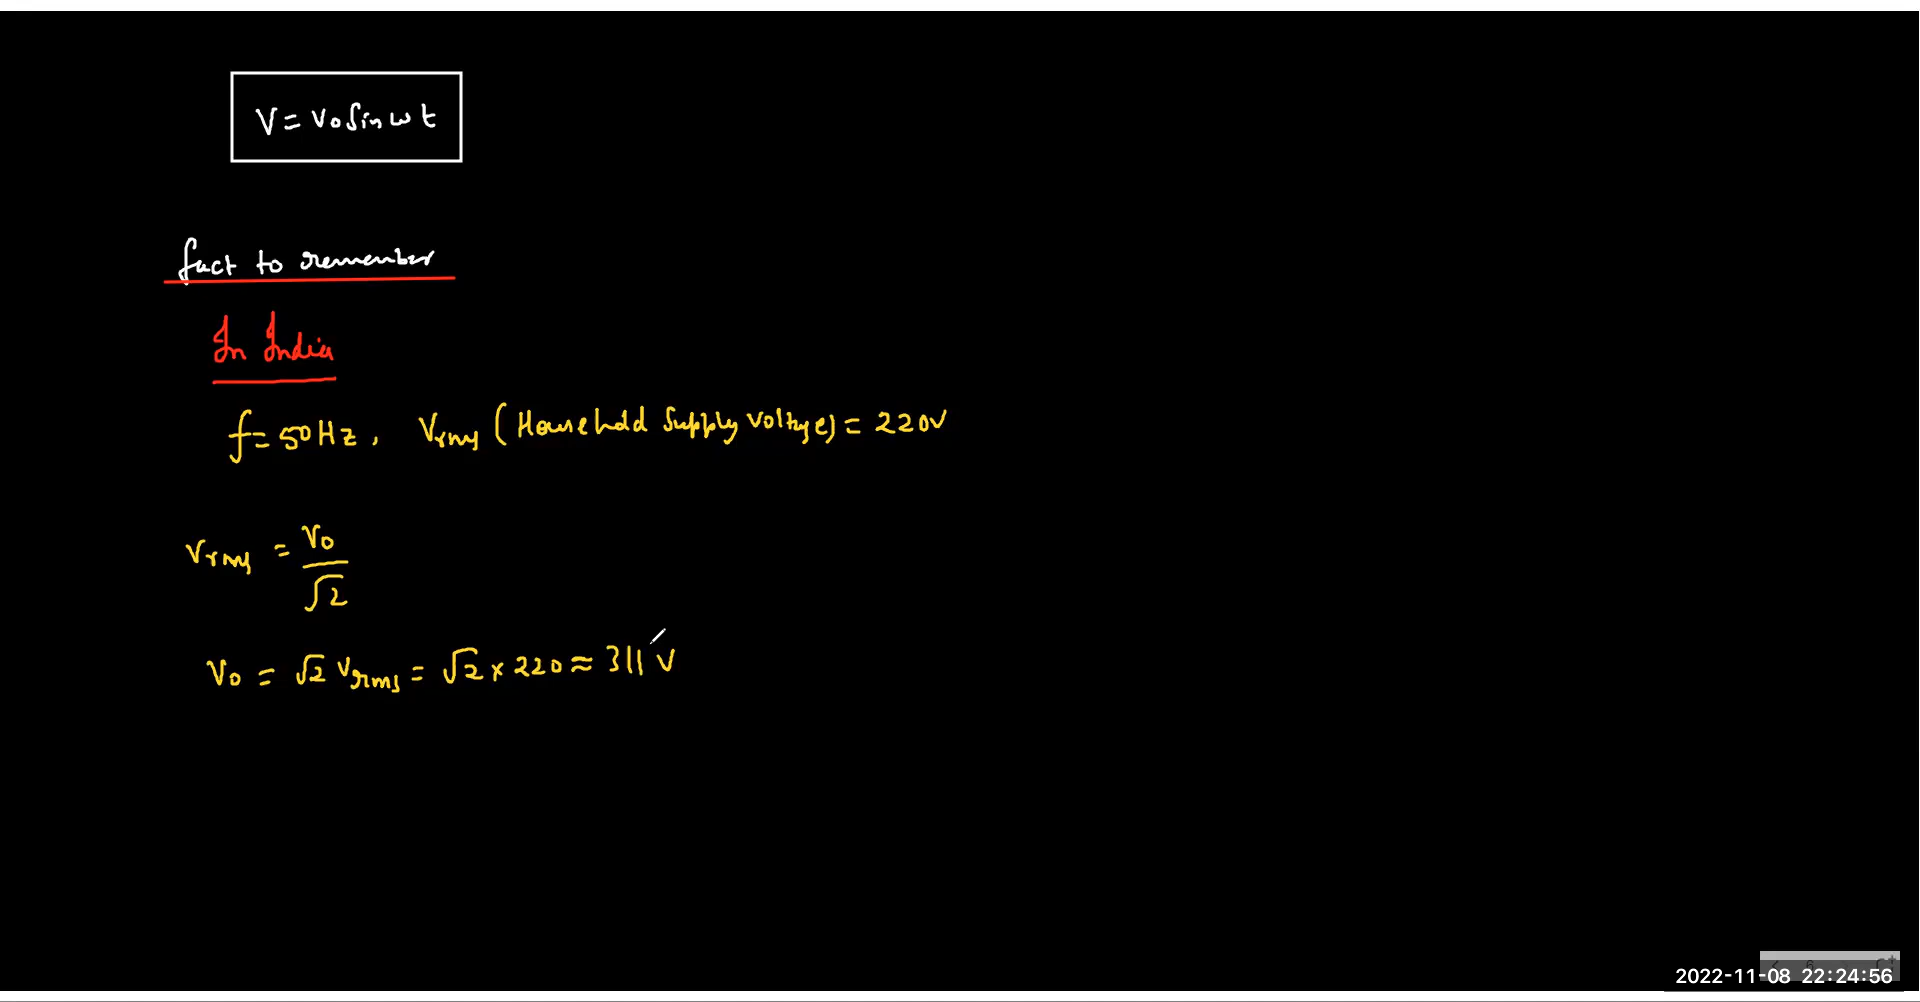 V = V₀ Sin ω t
fact to remember
In India
f = 50 Hz, Vrms (Household Supply Voltage) = 220V
Vrms = V₀/√2
V₀ = √2 Vrms = √2 × 220 ≈ 311 V
2022-11-08 22:24:56